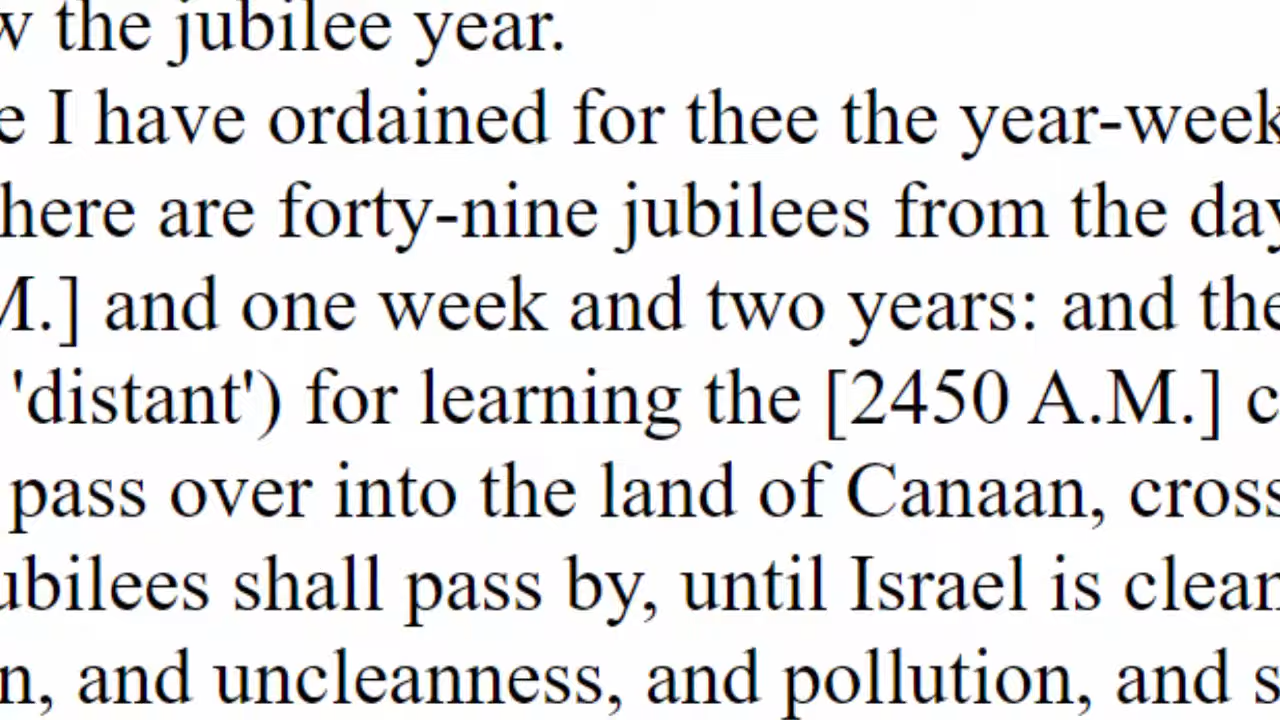 w the jubilee year.
e I have ordained for thee the year-week
here are forty-nine jubilees from the day
M.] and one week and two years: and the
'distant') for learning the [2450 A.M.] c
pass over into the land of Canaan, cross
ubilees shall pass by, until Israel is clean
n, and uncleanness, and pollution, and s